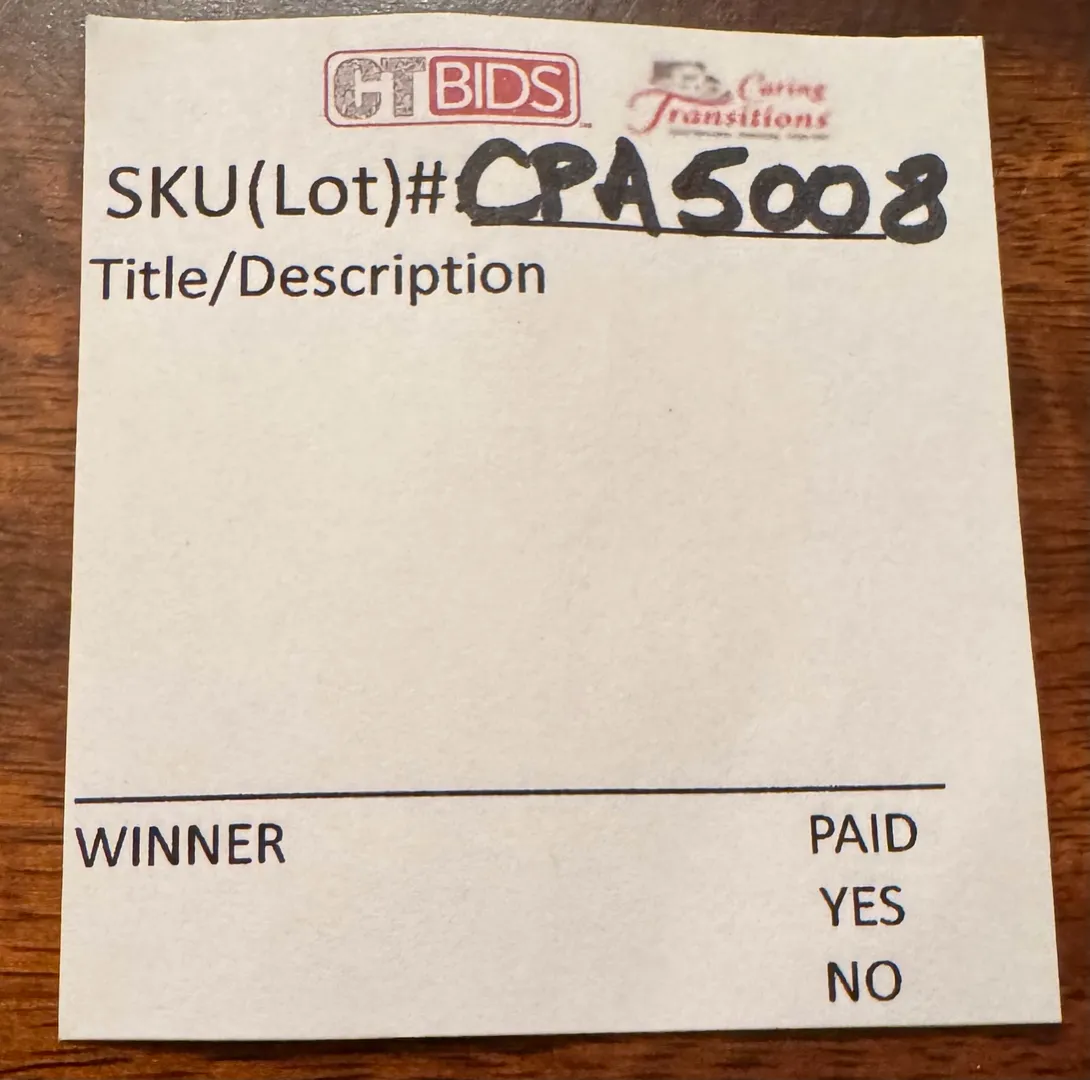 CTBIDS Caring Transitions
SKU(Lot)# CPA5008
Title/Description
WINNER PAID
YES
NO